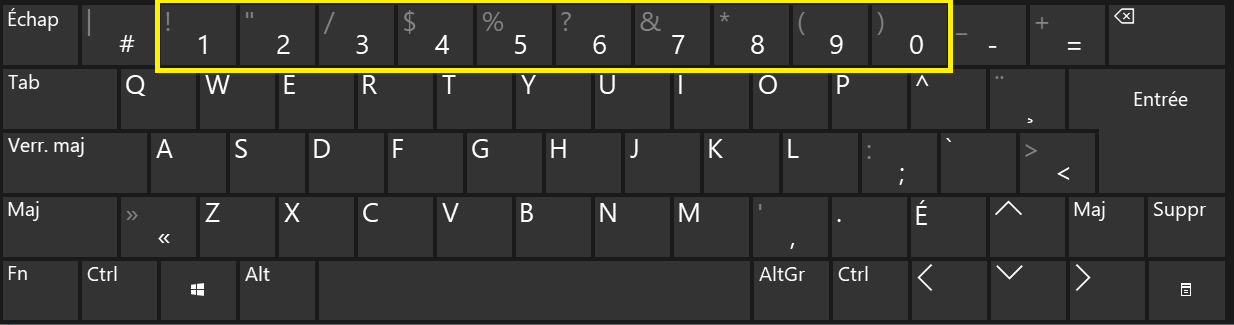 Échap | # ! 1 " 2 / 3 $ 4 % 5 ? 6 & 7 * 8 ( 9 ) 0 _ - + =
Tab Q W E R T Y U I O P ^ ¨ ¸ Entrée
Verr. maj A S D F G H J K L : ; ` > <
Maj » « Z X C V B N M ' , . É Maj Suppr
Fn Ctrl Alt AltGr Ctrl